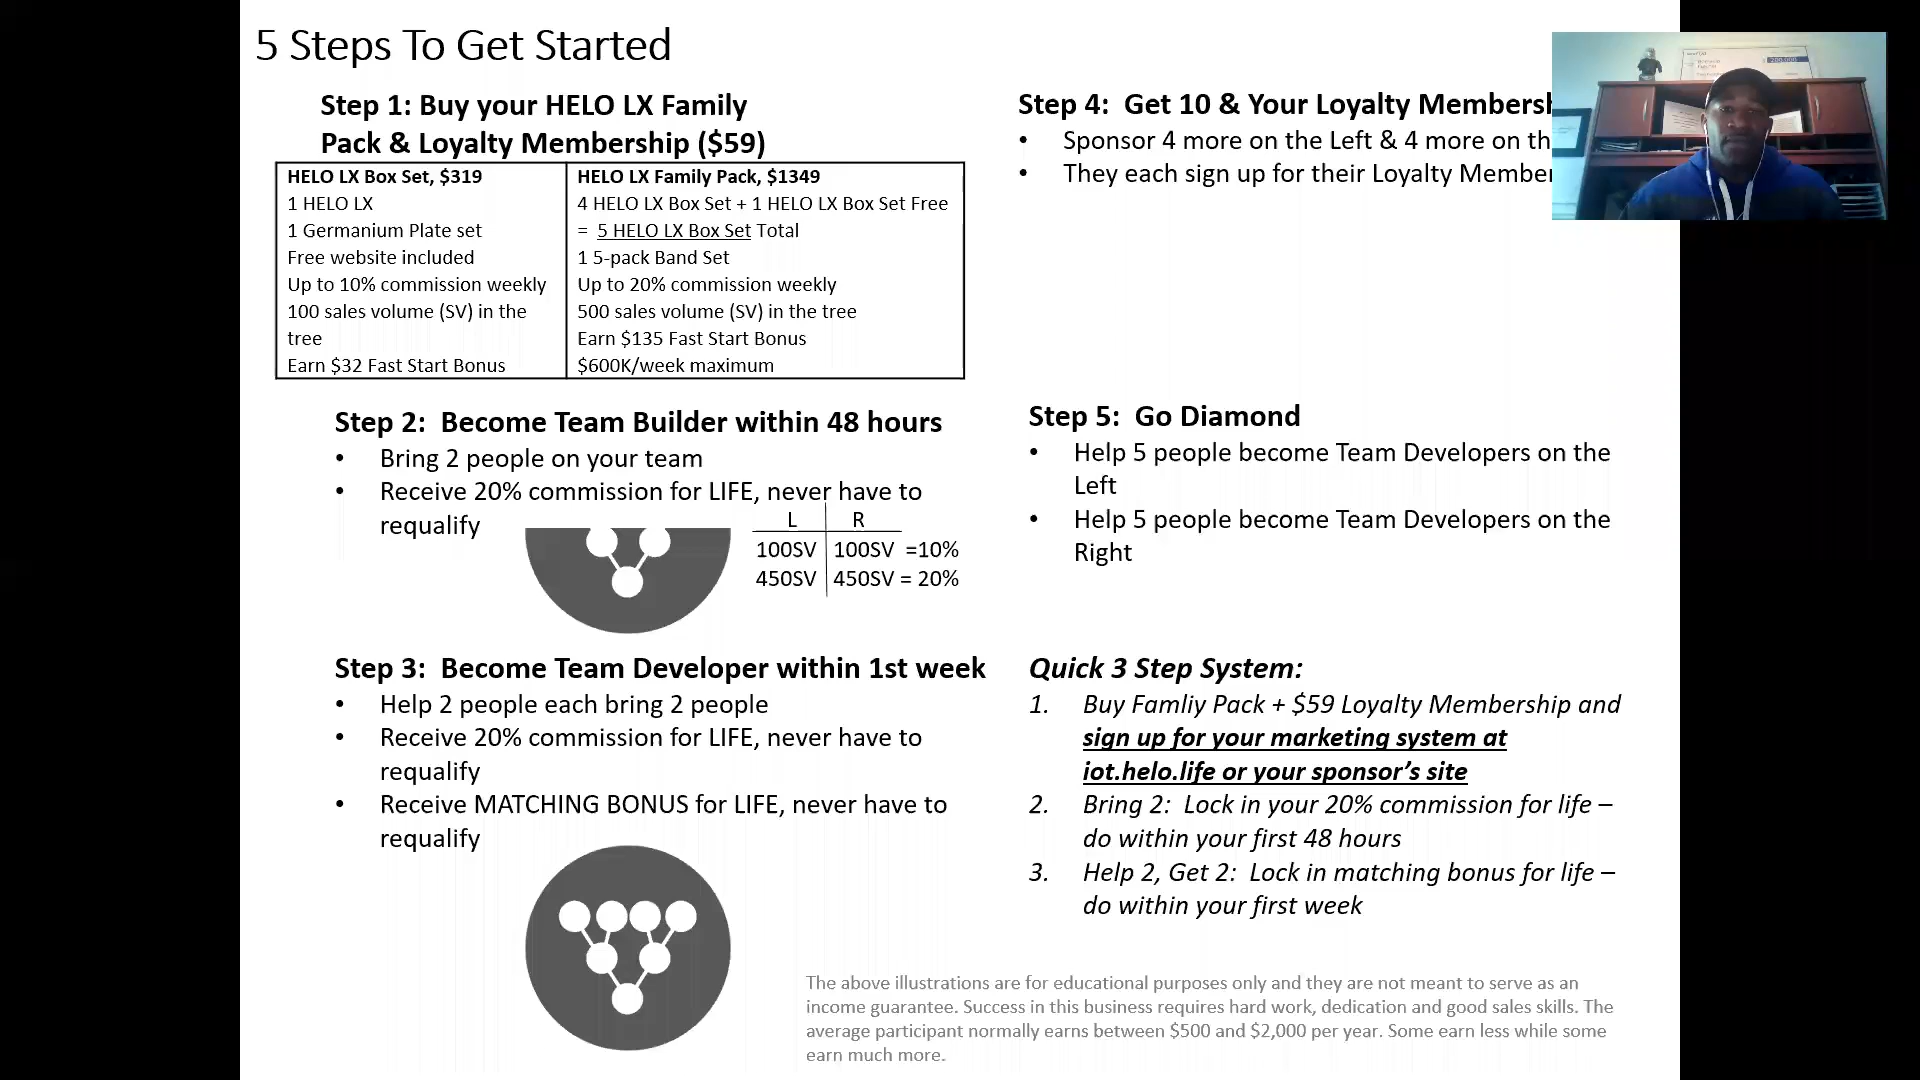 5 Steps To Get Started
Step 1: Buy your HELO LX Family
Pack & Loyalty Membership ($59)
HELO LX Box Set, $319
1 HELO LX
1 Germanium Plate set
Free website included
Up to 10% commission weekly
100 sales volume (SV) in the
tree
Earn $32 Fast Start Bonus
HELO LX Family Pack, $1349
4 HELO LX Box Set + 1 HELO LX Box Set Free
= 5 HELO LX Box Set Total
1 5-pack Band Set
Up to 20% commission weekly
500 sales volume (SV) in the tree
Earn $135 Fast Start Bonus
$600K/week maximum
Step 2: Become Team Builder within 48 hours
• Bring 2 people on your team
• Receive 20% commission for LIFE, never have to
requalify
L R
100SV 100SV =10%
450SV 450SV = 20%
Step 3: Become Team Developer within 1st week
• Help 2 people each bring 2 people
• Receive 20% commission for LIFE, never have to
requalify
• Receive MATCHING BONUS for LIFE, never have to
requalify
Step 4: Get 10 & Your Loyalty
• Sponsor 4 more on the Left & 4 more on
• They each sign up for their Loyalty
Step 5: Go Diamond
• Help 5 people become Team Developers on the
Left
• Help 5 people become Team Developers on the
Right
Quick 3 Step System:
1. Buy Famliy Pack + $59 Loyalty Membership and
sign up for your marketing system at
iot.helo.life or your sponsor’s site
2. Bring 2: Lock in your 20% commission for life –
do within your first 48 hours
3. Help 2, Get 2: Lock in matching bonus for life –
do within your first week
The above illustrations are for educational purposes only and they are not meant to serve as an
income guarantee. Success in this business requires hard work, dedication and good sales skills. The
average participant normally earns between $500 and $2,000 per year. Some earn less while some
earn much more.